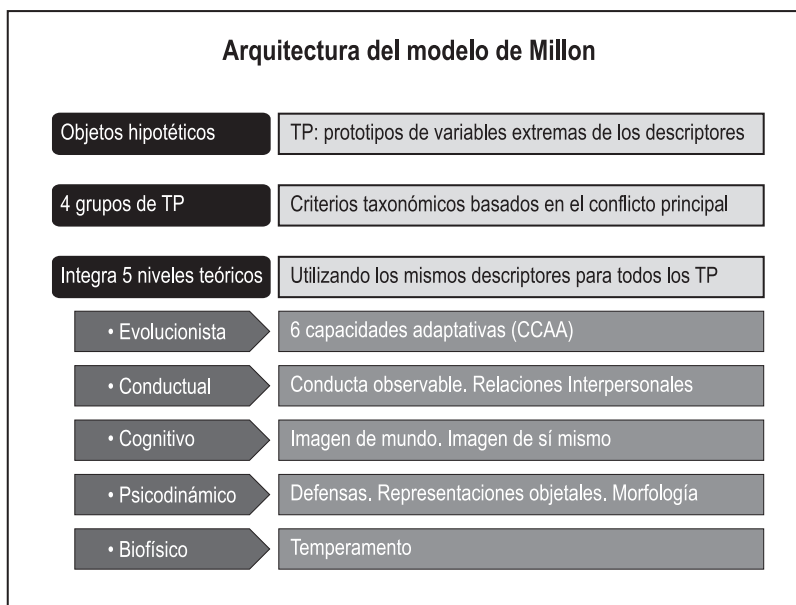 Arquitectura del modelo de Millon
Objetos hipotéticos
TP: prototipos de variables extremas de los descriptores
4 grupos de TP
Criterios taxonómicos basados en el conflicto principal
Integra 5 niveles teóricos
Utilizando los mismos descriptores para todos los TP
• Evolucionista
6 capacidades adaptativas (CCAA)
• Conductual
Conducta observable. Relaciones Interpersonales
• Cognitivo
Imagen de mundo. Imagen de sí mismo
• Psicodinámico
Defensas. Representaciones objetales. Morfología
• Biofísico
Temperamento